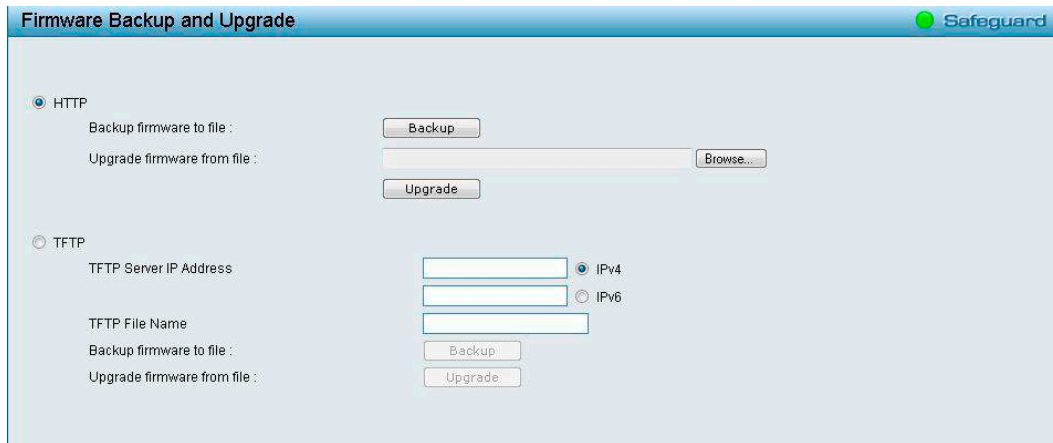 Firmware Backup and Upgrade
Safeguard
HTTP
Backup firmware to file : Backup
Upgrade firmware from file : Browse...
Upgrade
TFTP
TFTP Server IP Address IPv4
IPv6
TFTP File Name
Backup firmware to file : Backup
Upgrade firmware from file : Upgrade